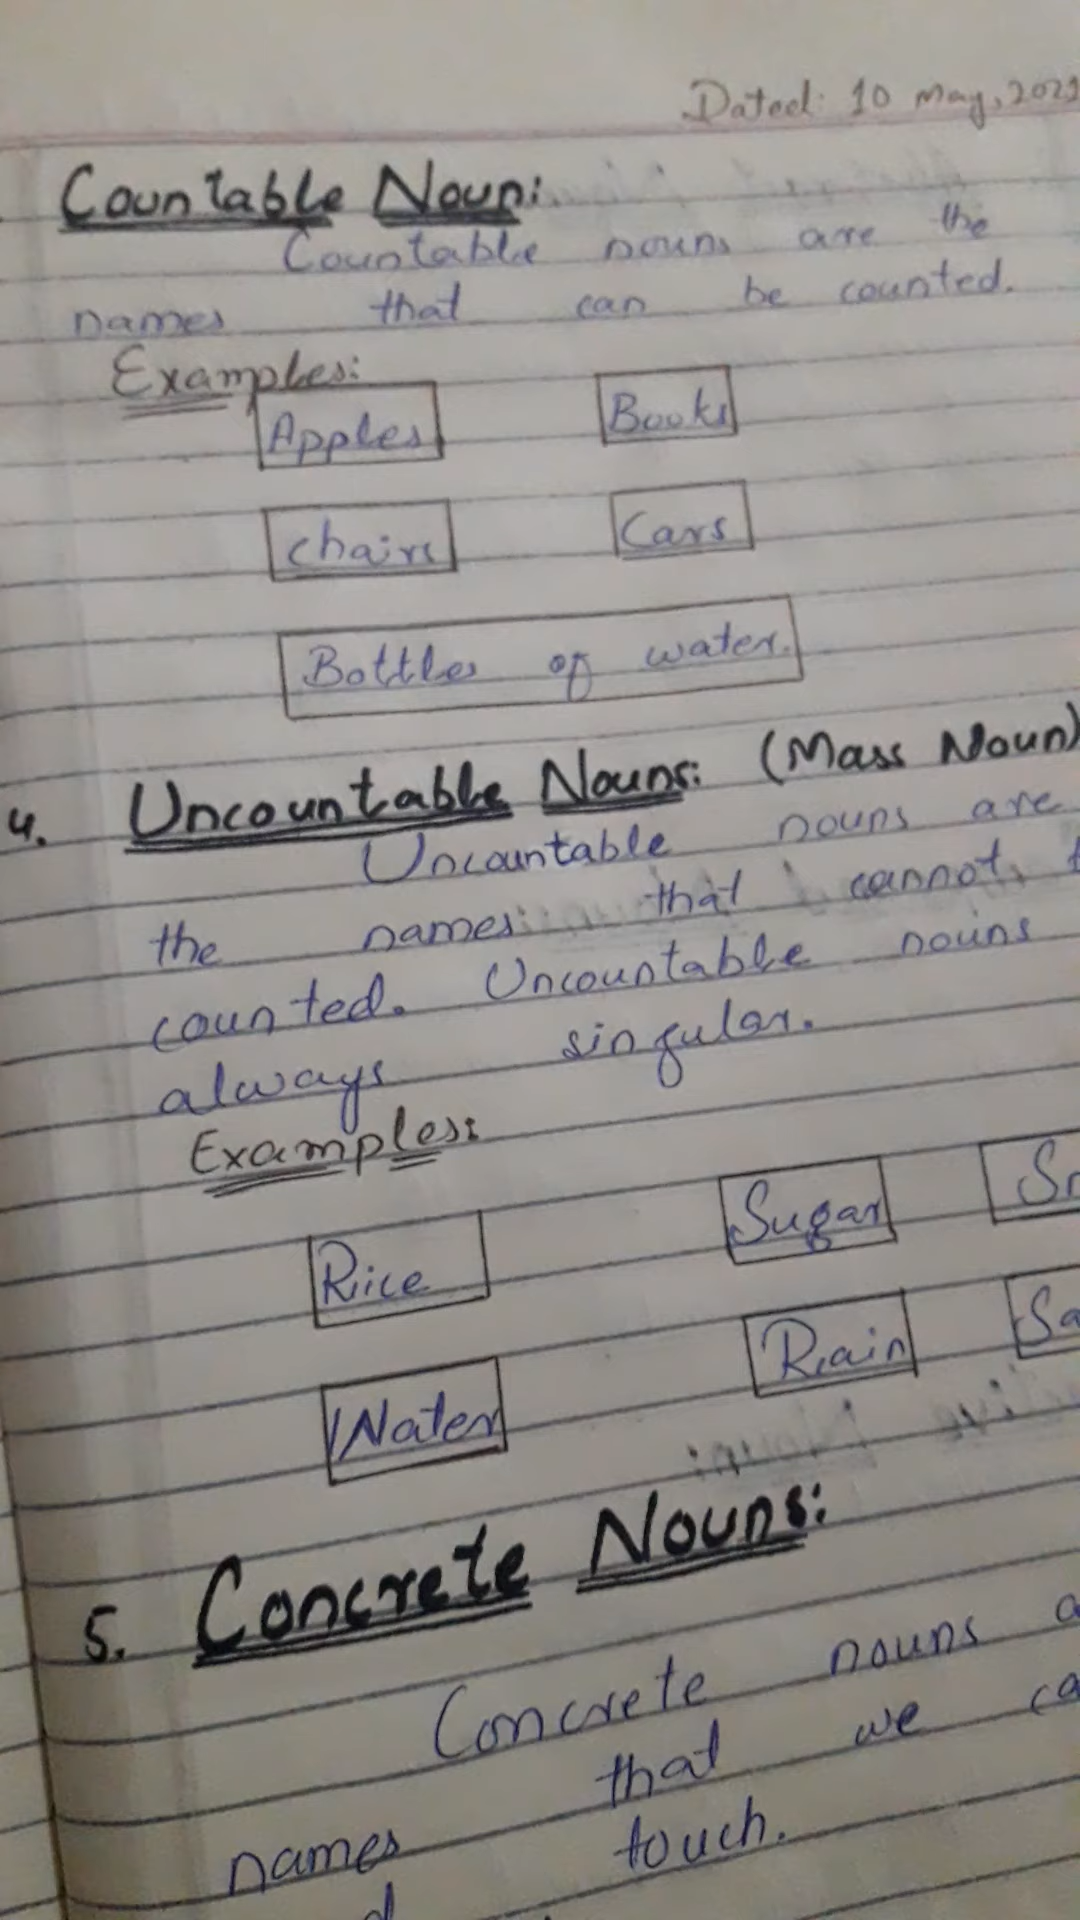 Dated: 10 May, 2021
Countable Noun:
Countable nouns are the
names that can be counted.
Examples:
Apples Books
chairs Cars
Bottles of water.
4. Uncountable Nouns: (Mass Noun)
Uncountable nouns are
the names that cannot
counted. Uncountable nouns
always singular.
Examples:
Rice Sugar
Water Rain
5. Concrete Nouns:
Concrete nouns
names that we
touch.